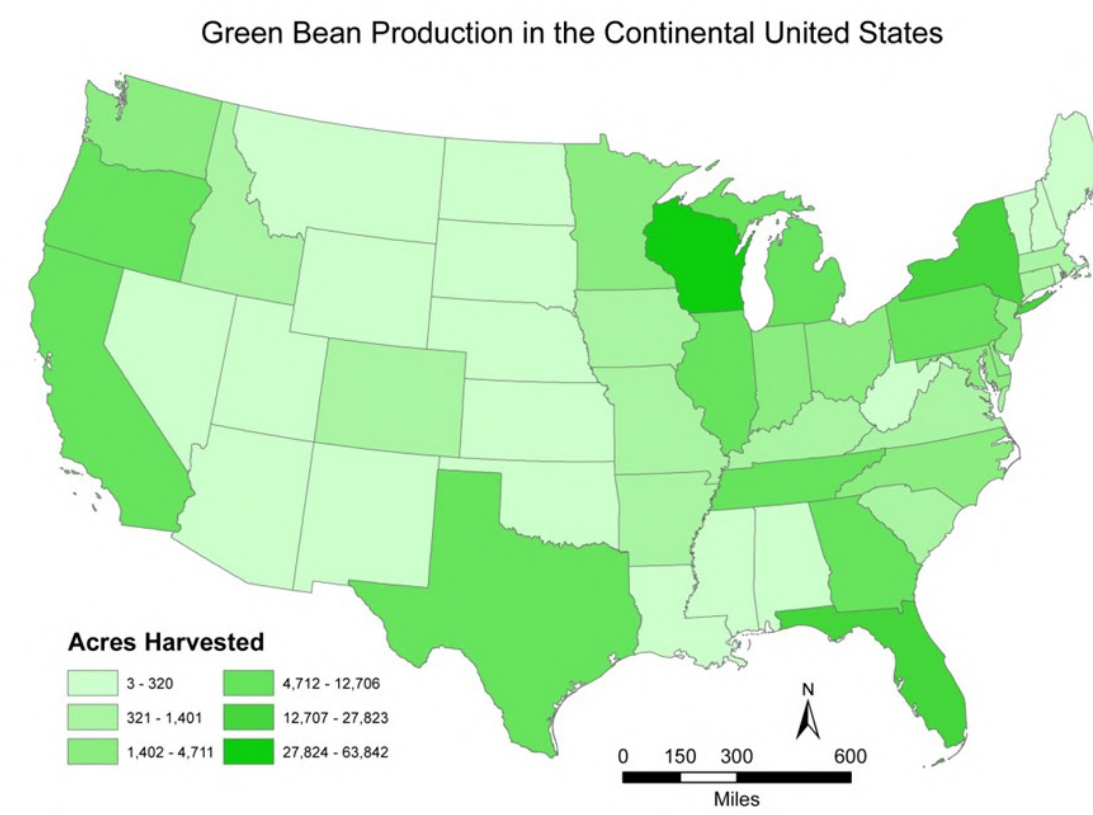 Green Bean Production in the Continental United States
Acres Harvested
3 - 320
321 - 1,401
1,402 - 4,711
4,712 - 12,706
12,707 - 27,823
27,824 - 63,842
N
0 150 300 600
Miles